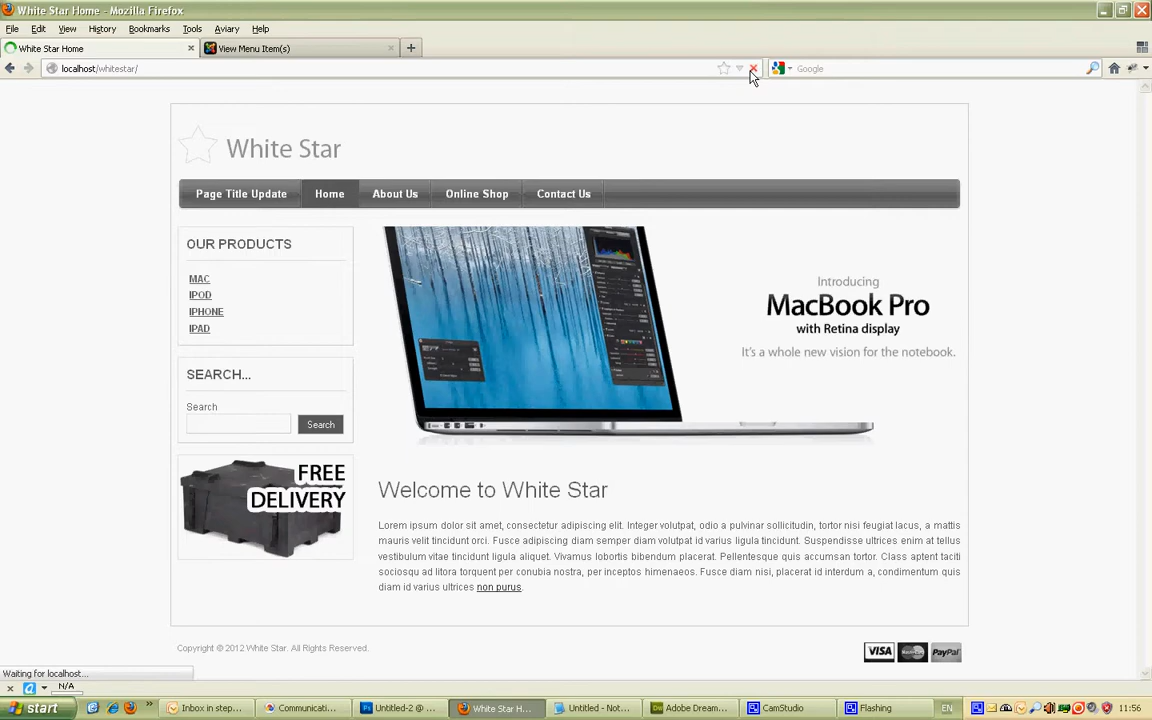 White Star Home - Mozilla Firefox
File Edit View History Bookmarks Tools Aviary Help
White Star Home
View Menu Item(s)
localhost/whitestar/
Google
White Star
Page Title Update
Home
About Us
Online Shop
Contact Us
OUR PRODUCTS
MAC
IPOD
IPHONE
IPAD
SEARCH...
Search
Search
FREE
DELIVERY
Introducing
MacBook Pro
with Retina display
It's a whole new vision for the notebook.
Welcome to White Star
Lorem ipsum dolor sit amet, consectetur adipiscing elit. Integer volutpat, odio a pulvinar sollicitudin, tortor nisi feugiat lacus, a mattis
mauris velit tincidunt orci. Fusce adipiscing diam semper diam volutpat id varius ligula tincidunt. Suspendisse ultrices enim at tellus
vestibulum vitae tincidunt ligula aliquet. Vivamus lobortis bibendum placerat. Pellentesque quis accumsan tortor. Class aptent taciti
sociosqu ad litora torquent per conubia nostra, per inceptos himenaeos. Fusce diam nisi, placerat id interdum a, condimentum quis
diam id varius ultrices non purus.
Copyright © 2012 White Star. All Rights Reserved.
VISA
MasterCard
PayPal
Waiting for localhost...
N/A
start
Inbox in step...
Communicati...
Untitled-2 @ ...
White Star H...
Untitled - Not...
Adobe Dream...
CamStudio
Flashing
EN
11:56